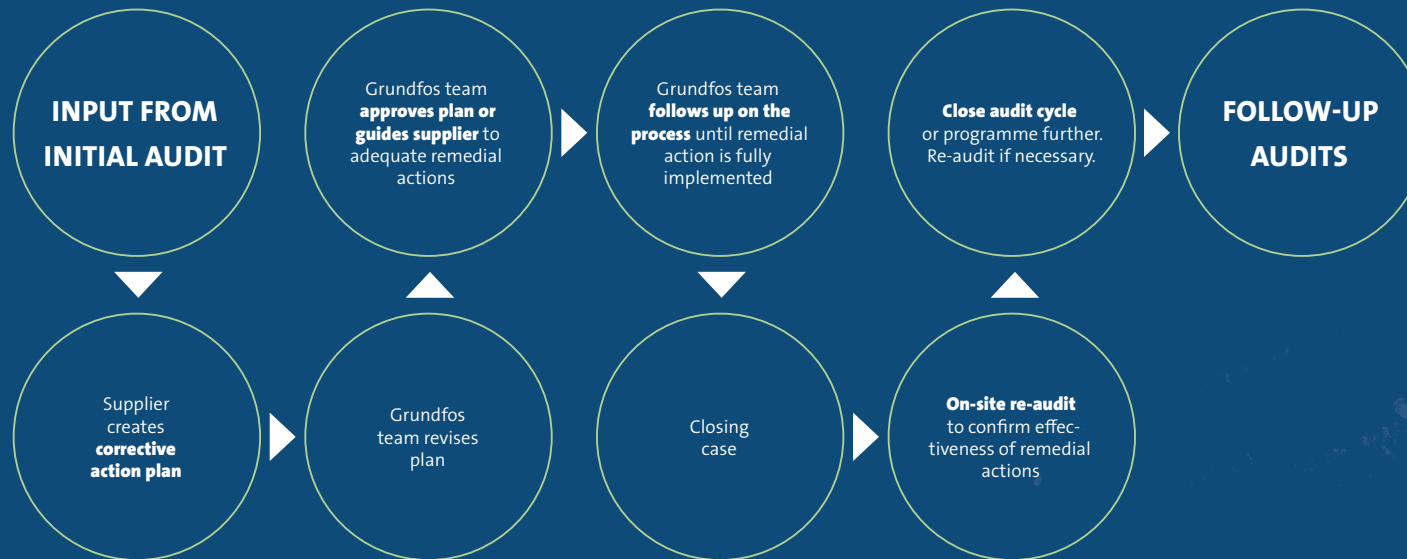 INPUT FROM
INITIAL AUDIT
Supplier
creates
corrective
action plan
Grundfos
team revises
plan
Grundfos team
approves plan or
guides supplier to
adequate remedial
actions
Grundfos team
follows up on the
process until remedial
action is fully
implemented
Closing
case
On-site re-audit
to confirm effec-
tiveness of remedial
actions
Close audit cycle
or programme further.
Re-audit if necessary.
FOLLOW-UP
AUDITS